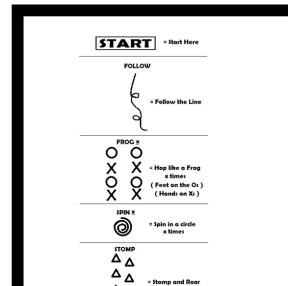 START = Start Here
FOLLOW
= Follow the Line
FROG x
= Hop like a Frog
x times
( Feet on the Os )
( Hands on Xs )
SPIN x
= Spin in a circle
x times
STOMP
= Stomp and Roar